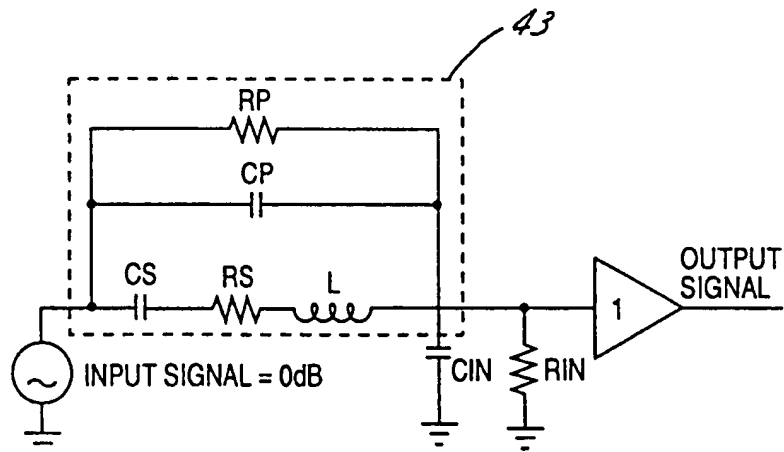 43
RP
CP
CS RS L
OUTPUT
SIGNAL
1
INPUT SIGNAL = 0dB
CIN RIN